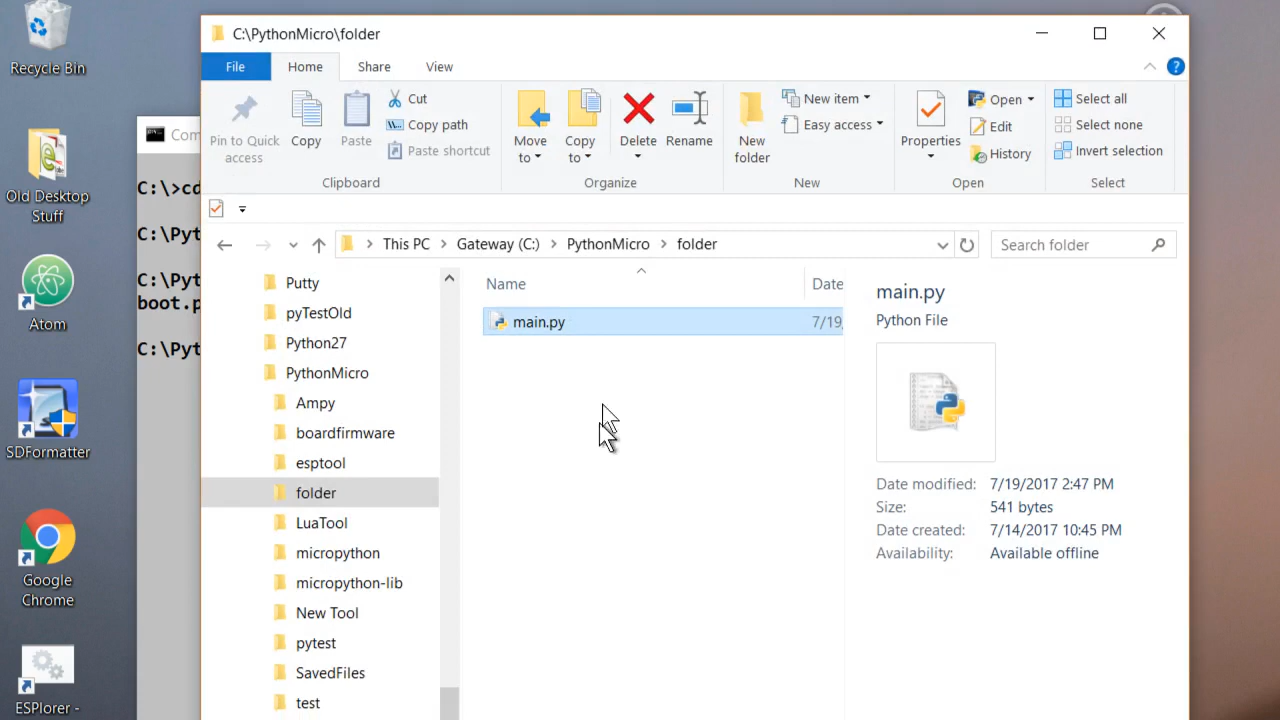 Recycle Bin
Old Desktop
Stuff
Atom
SDFormatter
Google
Chrome
ESPlorer -
Com
C:\>cd
C:\Pyt
C:\Pyt
boot.p
C:\Pyt
C:\PythonMicro\folder
File
Home
Share
View
Pin to Quick
access
Copy
Paste
Cut
Copy path
Paste shortcut
Clipboard
Move
to
Copy
to
Delete
Rename
Organize
New
folder
New item
Easy access
New
Properties
Open
Edit
History
Open
Select all
Select none
Invert selection
Select
This PC
Gateway (C:)
PythonMicro
folder
Search folder
Putty
pyTestOld
Python27
PythonMicro
Ampy
boardfirmware
esptool
folder
LuaTool
micropython
micropython-lib
New Tool
pytest
SavedFiles
test
Name
Date
main.py
7/19
main.py
Python File
Date modified: 7/19/2017 2:47 PM
Size: 541 bytes
Date created: 7/14/2017 10:45 PM
Availability: Available offline